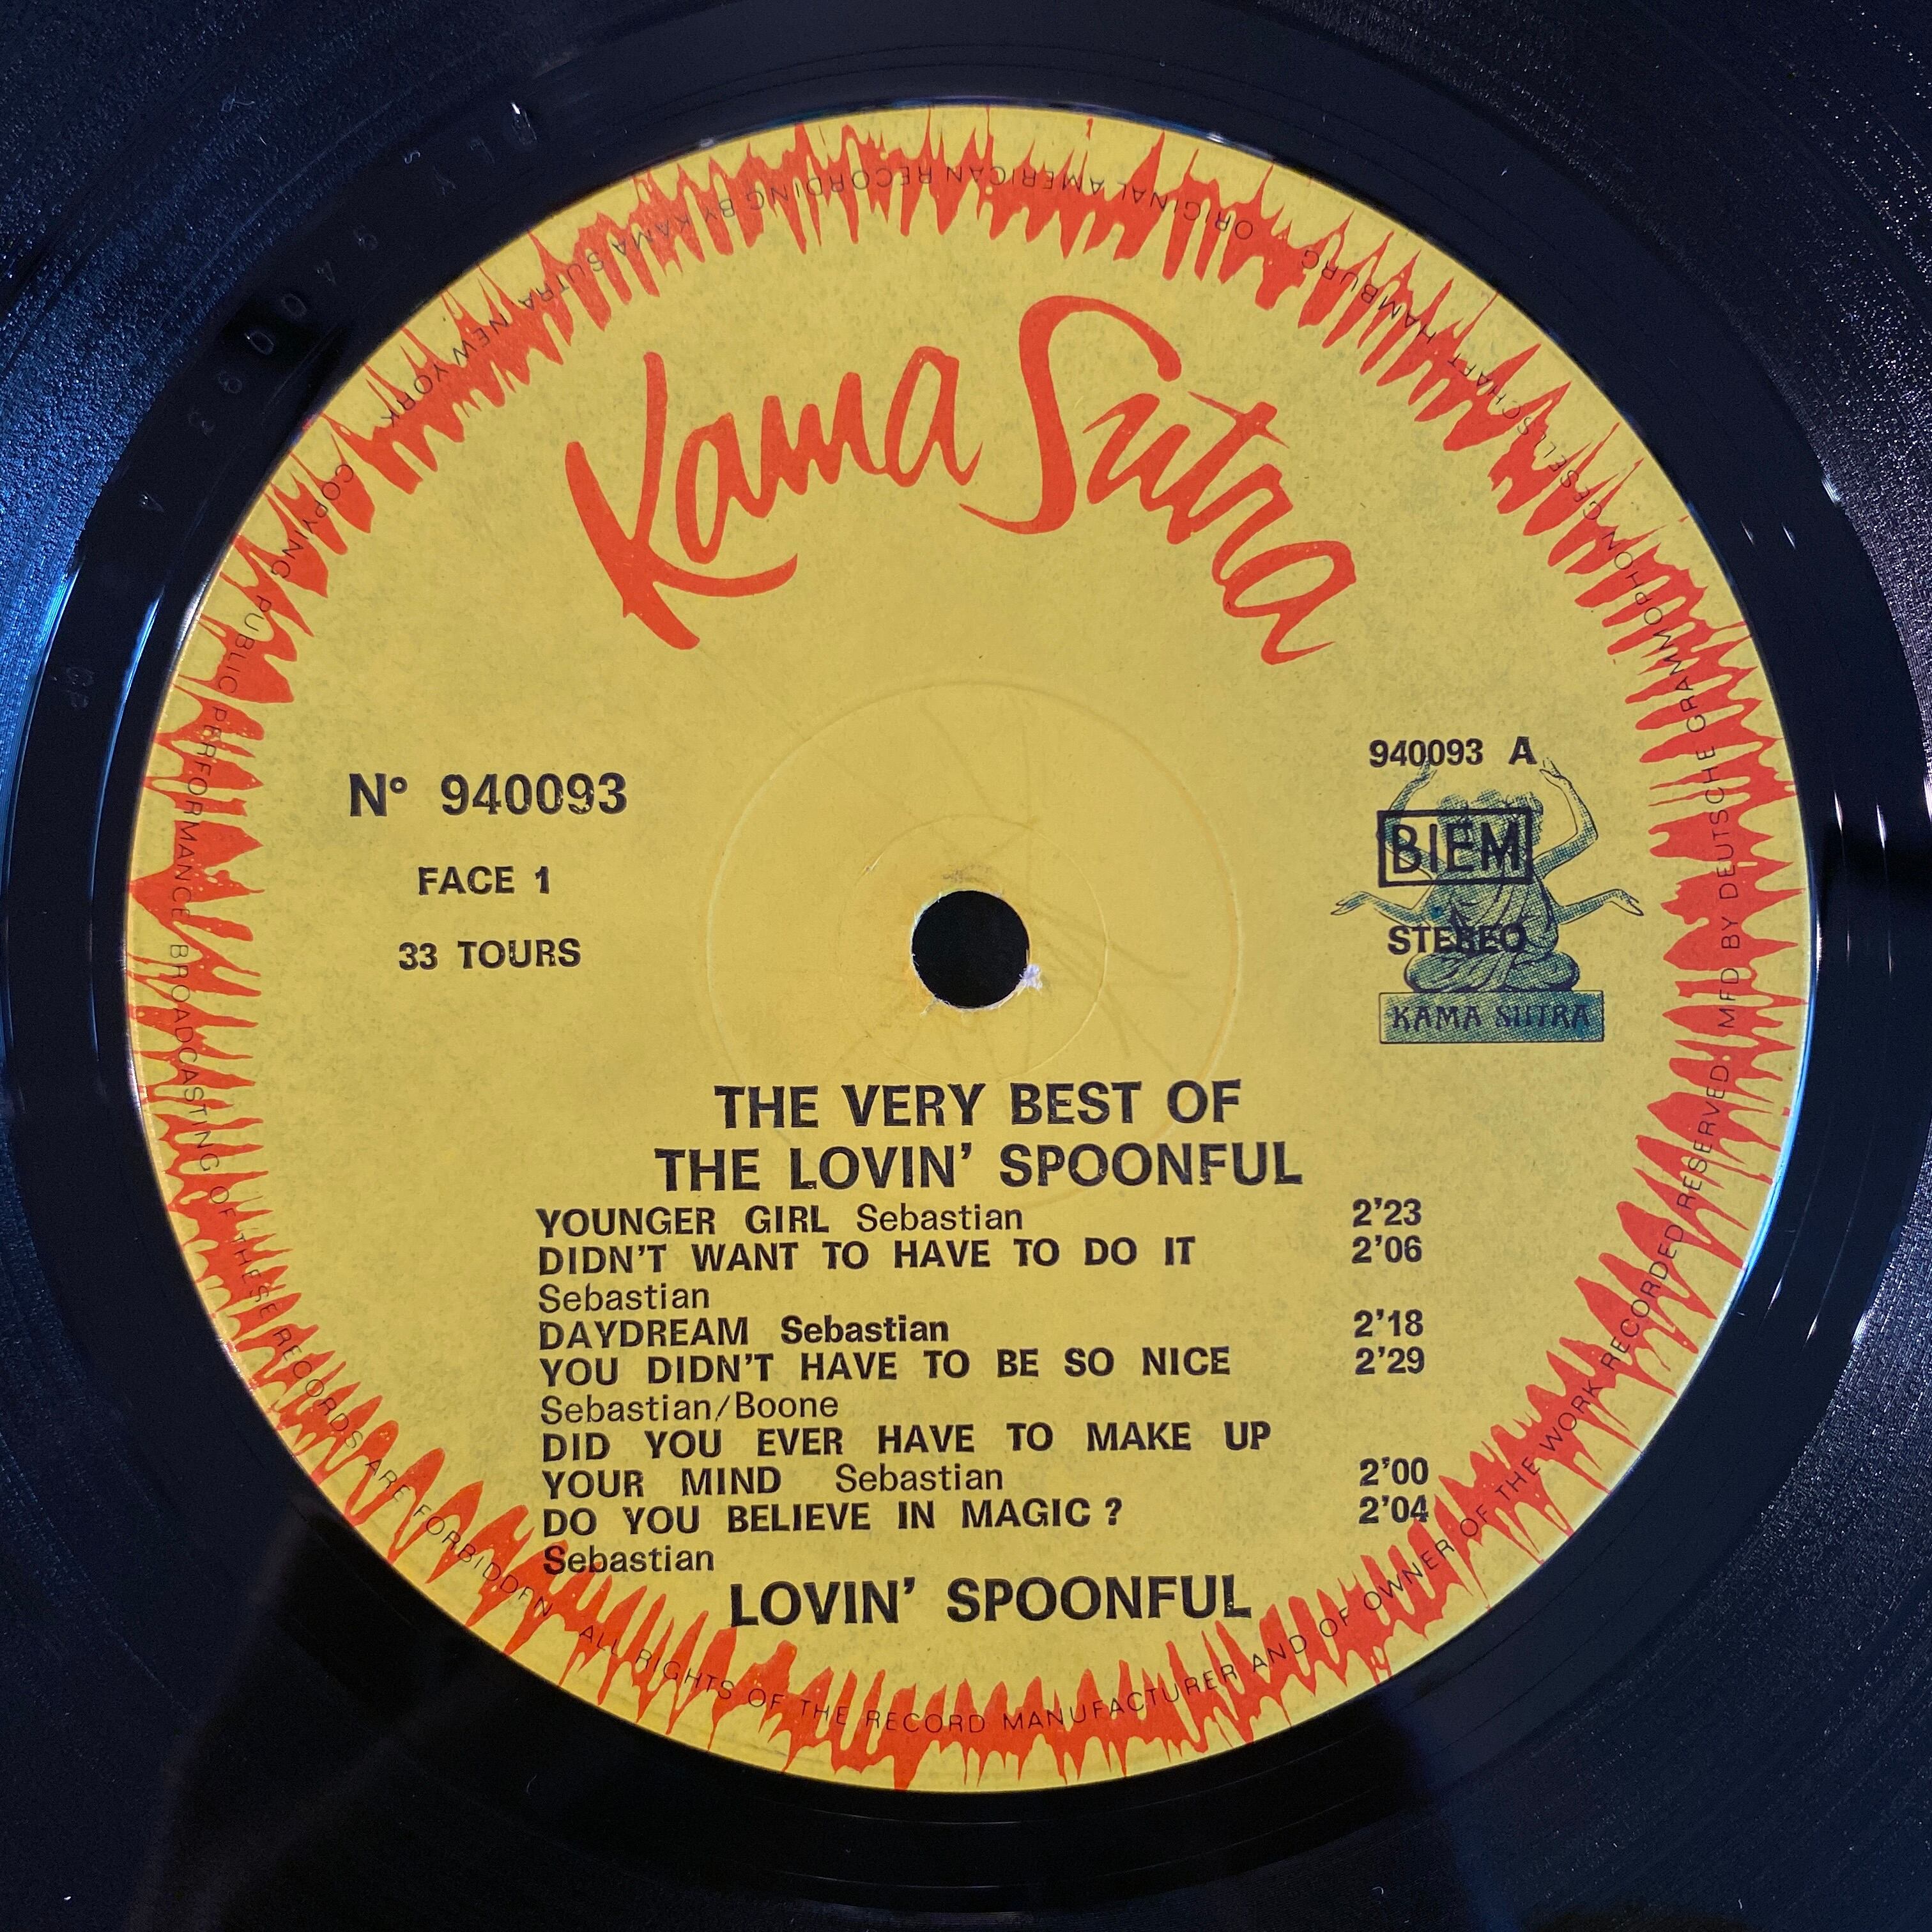 Kama Sutra
N° 940093
FACE 1
33 TOURS
940093 A
BIEM
STEREO
KAMA SUTRA
THE VERY BEST OF
THE LOVIN' SPOONFUL
YOUNGER GIRL Sebastian 2'23
DIDN'T WANT TO HAVE TO DO IT 2'06
Sebastian
DAYDREAM Sebastian 2'18
YOU DIDN'T HAVE TO BE SO NICE 2'29
Sebastian/Boone
DID YOU EVER HAVE TO MAKE UP
YOUR MIND Sebastian 2'00
DO YOU BELIEVE IN MAGIC ? 2'04
Sebastian
LOVIN' SPOONFUL
MFD BY DEUTSCHE GRAMMOPHON GESELLSCHAFT HAMBURG ORIGINAL AMERICAN RECORDING BY KAMA SUTRA NEW YORK
COPYING PUBLIC PERFORMANCE BROADCASTING OF THESE RECORDS ARE FORBIDDEN ALL RIGHTS OF THE RECORD MANUFACTURER AND OF OWNER OF THE WORK RECORDED RESERVED